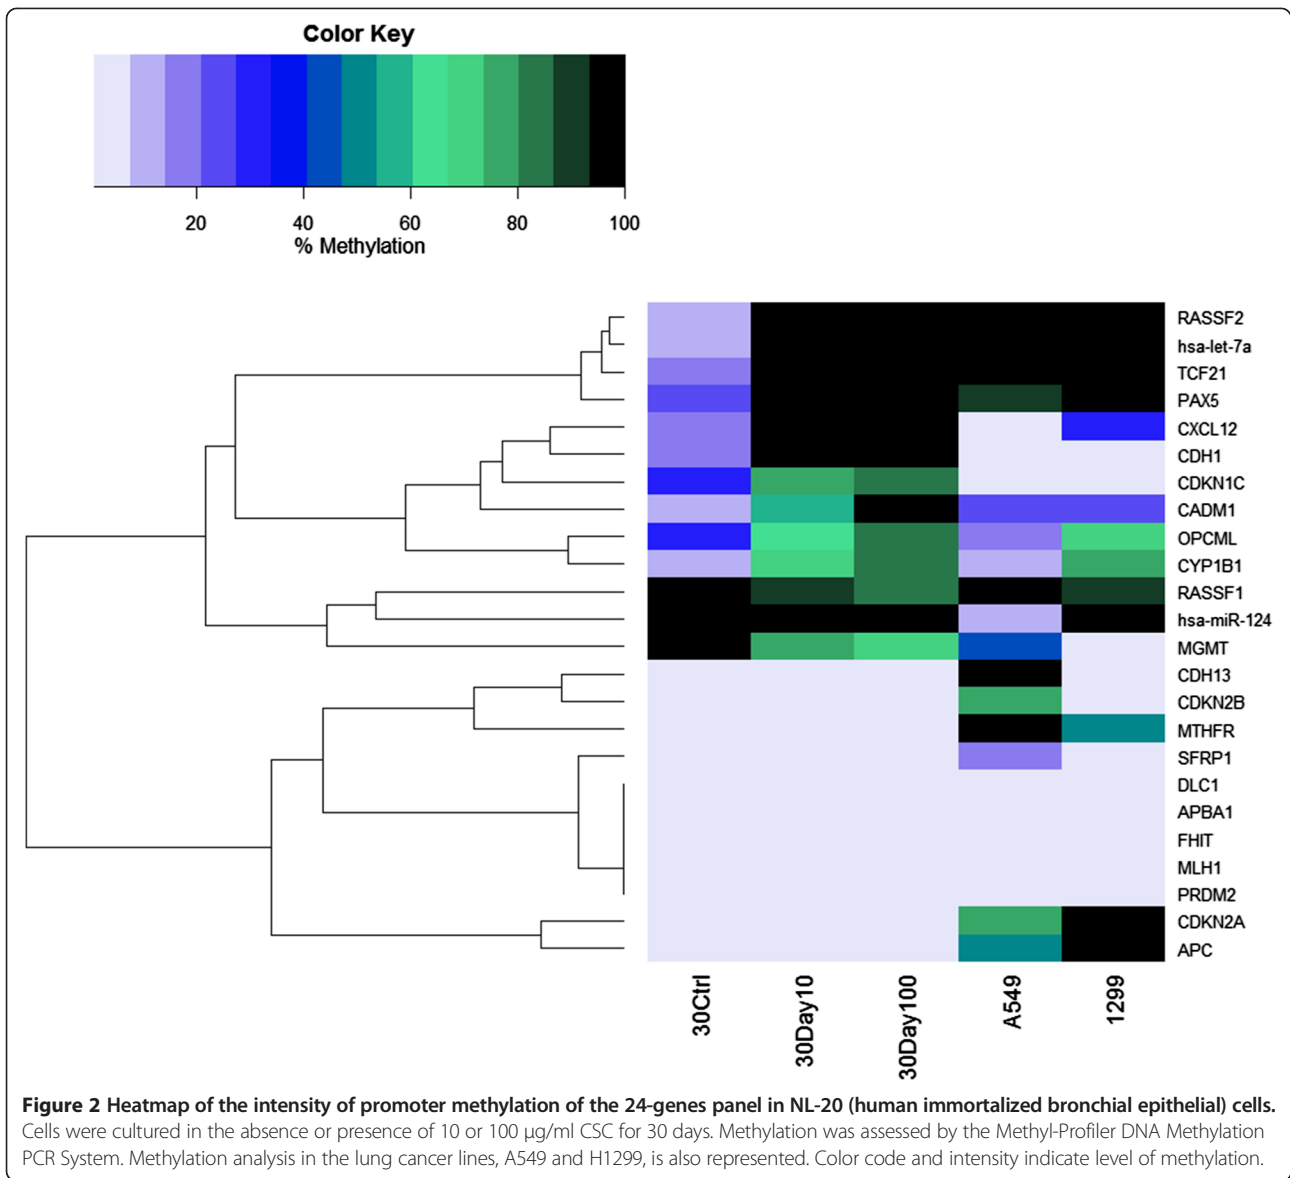 Color Key
20 40 60 80 100
% Methylation
RASSF2
hsa-let-7a
TCF21
PAX5
CXCL12
CDH1
CDKN1C
CADM1
OPCML
CYP1B1
RASSF1
hsa-miR-124
MGMT
CDH13
CDKN2B
MTHFR
SFRP1
DLC1
APBA1
FHIT
MLH1
PRDM2
CDKN2A
APC
30Ctrl
30Day10
30Day100
A549
1299
Figure 2 Heatmap of the intensity of promoter methylation of the 24-genes panel in NL-20 (human immortalized bronchial epithelial) cells.
Cells were cultured in the absence or presence of 10 or 100 μg/ml CSC for 30 days. Methylation was assessed by the Methyl-Profiler DNA Methylation
PCR System. Methylation analysis in the lung cancer lines, A549 and H1299, is also represented. Color code and intensity indicate level of methylation.